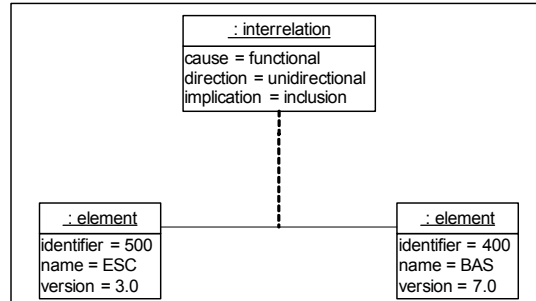 : interrelation
cause = functional
direction = unidirectional
implication = inclusion
: element
identifier = 500
name = ESC
version = 3.0
: element
identifier = 400
name = BAS
version = 7.0